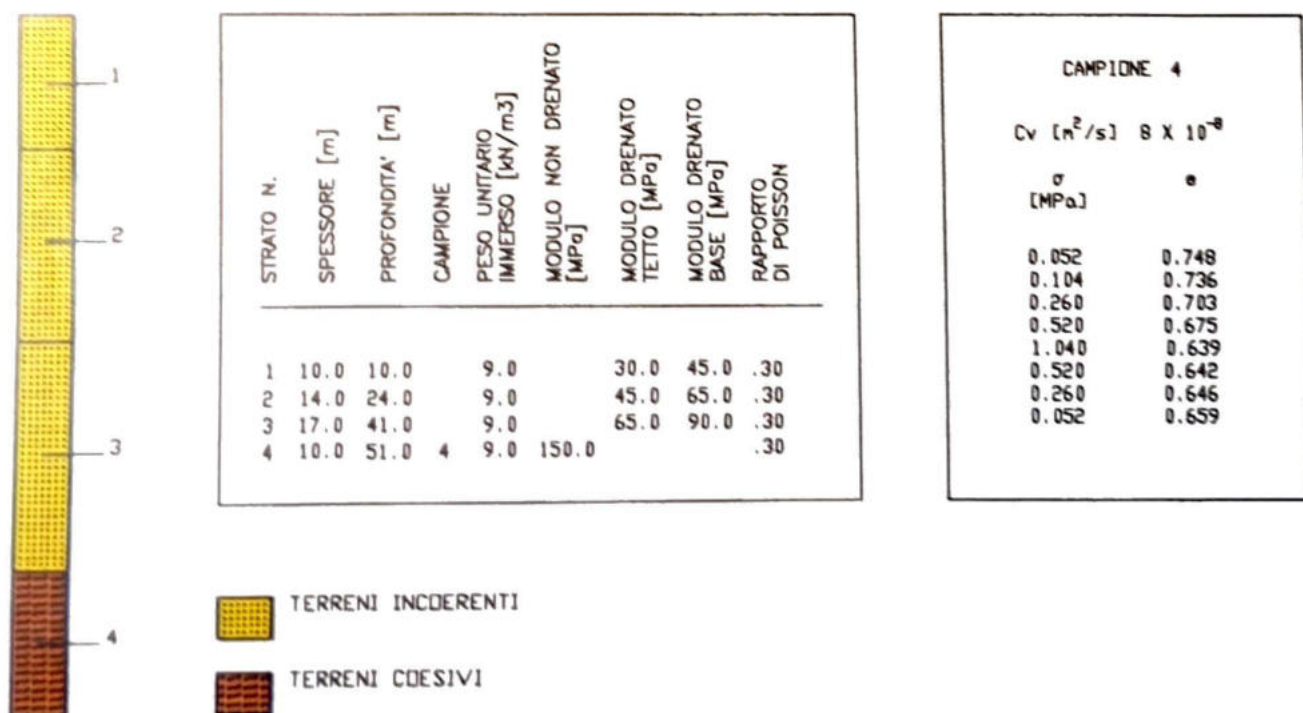 1
2
3
4
STRATO N.
SPESSORE [m]
PROFONDITA' [m]
CAMPIONE
PESO UNITARIO
IMMERSO [kN/m3]
MODULO NON DRENATO
[MPa]
MODULO DRENATO
TETTO [MPa]
MODULO DRENATO
BASE [MPa]
RAPPORTO
DI POISSON
1 10.0 10.0 9.0 30.0 45.0 .30
2 14.0 24.0 9.0 45.0 65.0 .30
3 17.0 41.0 9.0 65.0 90.0 .30
4 10.0 51.0 4 9.0 150.0 .30
CAMPIONE 4
Cv [m²/s] 8 X 10⁻⁸
σ e
[MPa]
0.052 0.748
0.104 0.736
0.260 0.703
0.520 0.675
1.040 0.639
0.520 0.642
0.260 0.646
0.052 0.659
TERRENI INCOERENTI
TERRENI COESIVI